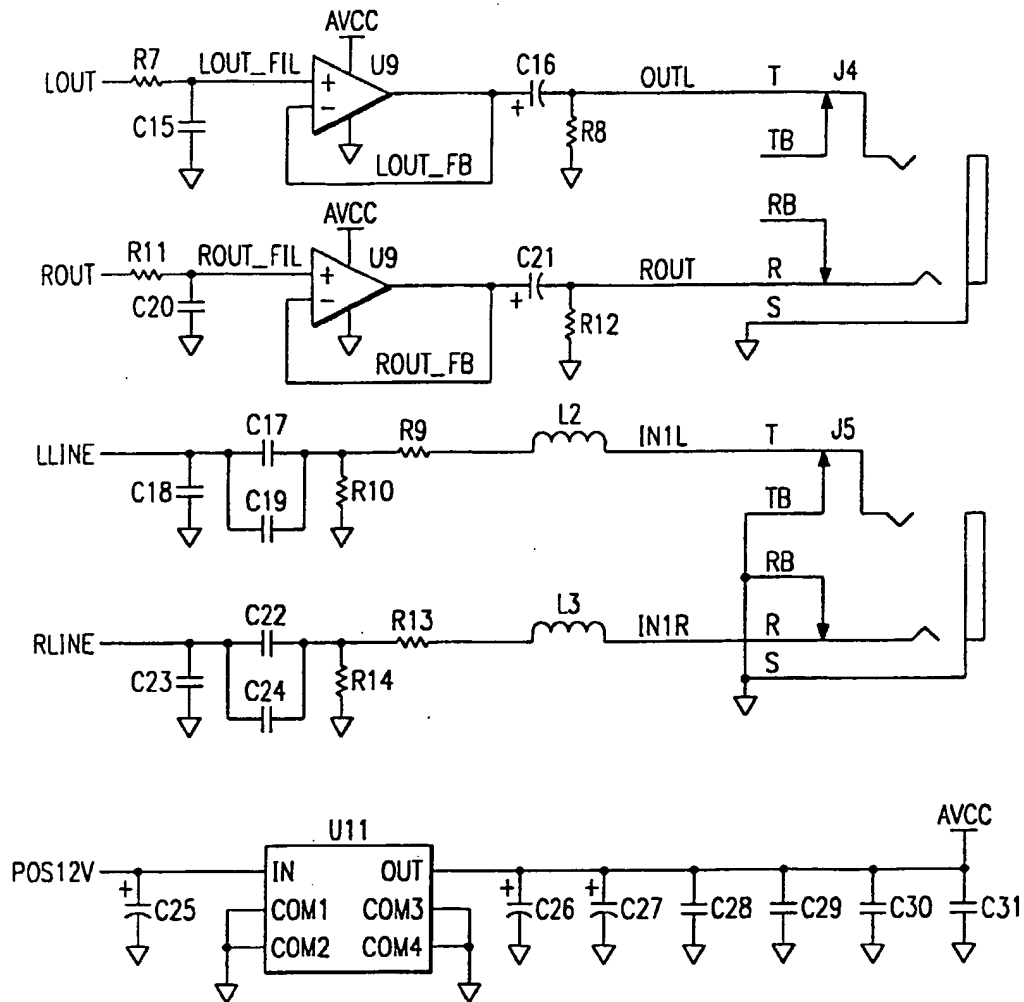 AVCC
R7 LOUT_FIL U9 C16 OUTL T J4
LOUT + - +
C15 R8 TB
LOUT_FB
AVCC RB
R11 ROUT_FIL U9 C21 ROUT R
ROUT + - +
C20 R12 S
ROUT_FB
C17 R9 L2 IN1L T J5
LLINE
C18 C19 R10 TB
RB
C22 R13 L3 IN1R R
RLINE
C23 C24 R14 S
U11 AVCC
POS12V IN OUT
+ C25 COM1 COM3 + C26 + C27 C28 C29 C30 C31
COM2 COM4